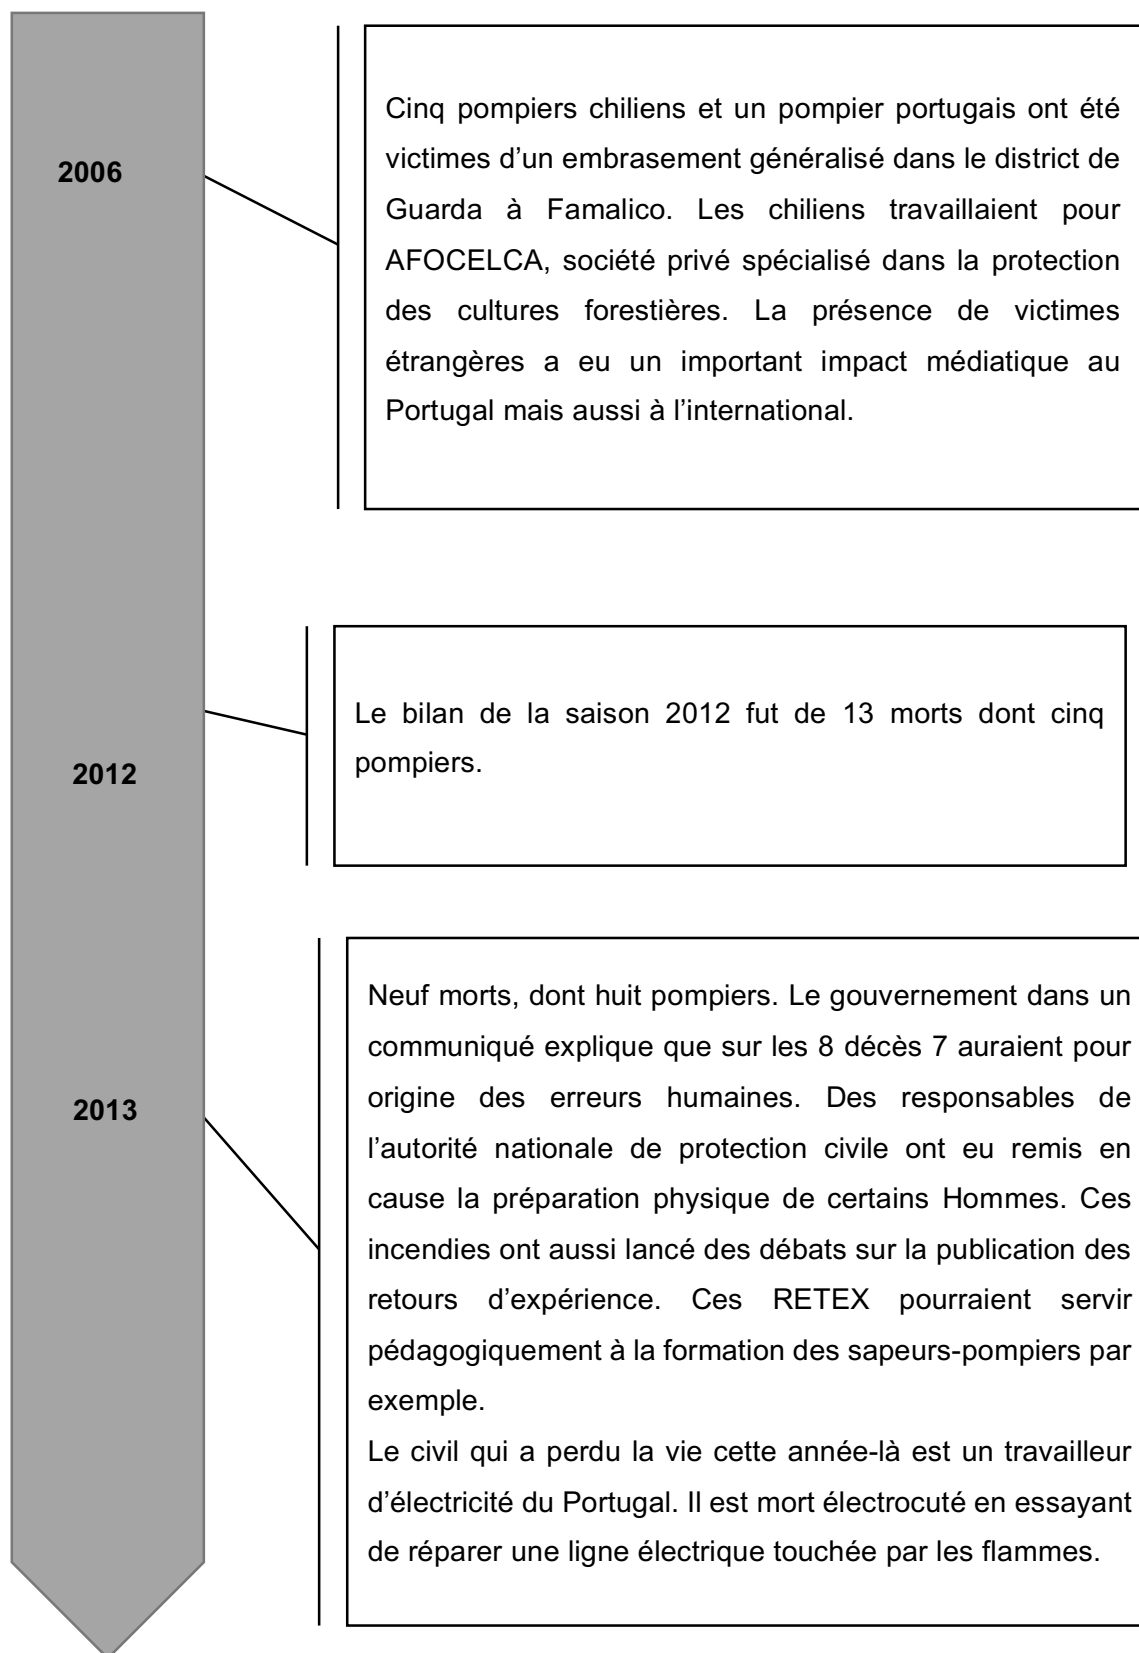 2006
Cinq pompiers chiliens et un pompier portugais ont été
victimes d’un embrasement généralisé dans le district de
Guarda à Famalico. Les chiliens travaillaient pour
AFOCELCA, société privé spécialisé dans la protection
des cultures forestières. La présence de victimes
étrangères a eu un important impact médiatique au
Portugal mais aussi à l’international.
2012
Le bilan de la saison 2012 fut de 13 morts dont cinq
pompiers.
2013
Neuf morts, dont huit pompiers. Le gouvernement dans un
communiqué explique que sur les 8 décès 7 auraient pour
origine des erreurs humaines. Des responsables de
l’autorité nationale de protection civile ont eu remis en
cause la préparation physique de certains Hommes. Ces
incendies ont aussi lancé des débats sur la publication des
retours d’expérience. Ces RETEX pourraient servir
pédagogiquement à la formation des sapeurs-pompiers par
exemple.
Le civil qui a perdu la vie cette année-là est un travailleur
d’électricité du Portugal. Il est mort électrocuté en essayant
de réparer une ligne électrique touchée par les flammes.